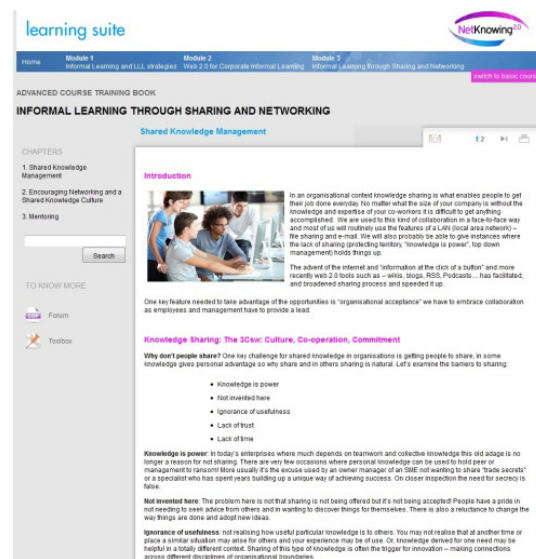 learning suite
NetKnowing 2.0
Home
Module 1
Informal Learning and LLL strategies
Module 2
Web 2.0 for Corporate Informal Learning
Module 3
Informal Learning through Sharing and Networking
switch to basic course
ADVANCED COURSE TRAINING BOOK
INFORMAL LEARNING THROUGH SHARING AND NETWORKING
Shared Knowledge Management
1 2
CHAPTERS
1. Shared Knowledge
Management
2. Encouraging Networking and a
Shared Knowledge Culture
3. Mentoring
Search
TO KNOW MORE
Forum
Toolbox
Introduction
In an organisational context knowledge sharing is what enables people to get
their job done everyday. No matter what the size of your company is without the
knowledge and expertise of your co-workers it is difficult to get anything
accomplished. We are used to this kind of collaboration in a face-to-face way
and most of us will routinely use the features of a LAN (local area network) –
file sharing and e-mail. We will also probably be able to give instances where
the lack of sharing (protecting territory, "knowledge is power", top down
management) holds things up.
The advent of the internet and "information at the click of a button" and more
recently web 2.0 tools such as – wikis, blogs, RSS, Podcasts... has facilitated,
and broadened sharing process and speeded it up.
One key feature needed to take advantage of the opportunities is "organisational acceptance" we have to embrace collaboration
as employees and management have to provide a lead.
Knowledge Sharing: The 3Csw: Culture, Co-operation, Commitment
Why don't people share? One key challenge for shared knowledge in organisations is getting people to share, in some
knowledge gives personal advantage so why share and in others sharing is natural. Let's examine the barriers to sharing:
• Knowledge is power
• Not invented here
• Ignorance of usefulness
• Lack of trust
• Lack of time
Knowledge is power: In today's enterprises where much depends on teamwork and collective knowledge this old adage is no
longer a reason for not sharing. There are very few occasions where personal knowledge can be used to hold peer or
management to ransom! More usually it's the excuse used by an owner manager of an SME not wanting to share "trade secrets"
or a specialist who has spent years building up a unique way of achieving success. On closer inspection the need for secrecy is
false.
Not invented here: The problem here is not that sharing is not being offered but it's not being accepted! People have a pride in
not needing to seek advice from others and in wanting to discover things for themselves. There is also a reluctance to change the
way things are done and adopt new ideas.
Ignorance of usefulness: not realising how useful particular knowledge is to others. You may not realise that at another time or
place a similar situation may arise for others and your experience may be of use. Or, knowledge derived for one need may be
helpful in a totally different context. Sharing of this type of knowledge is often the trigger for innovation – making connections
across different disciplines of organisational boundaries.